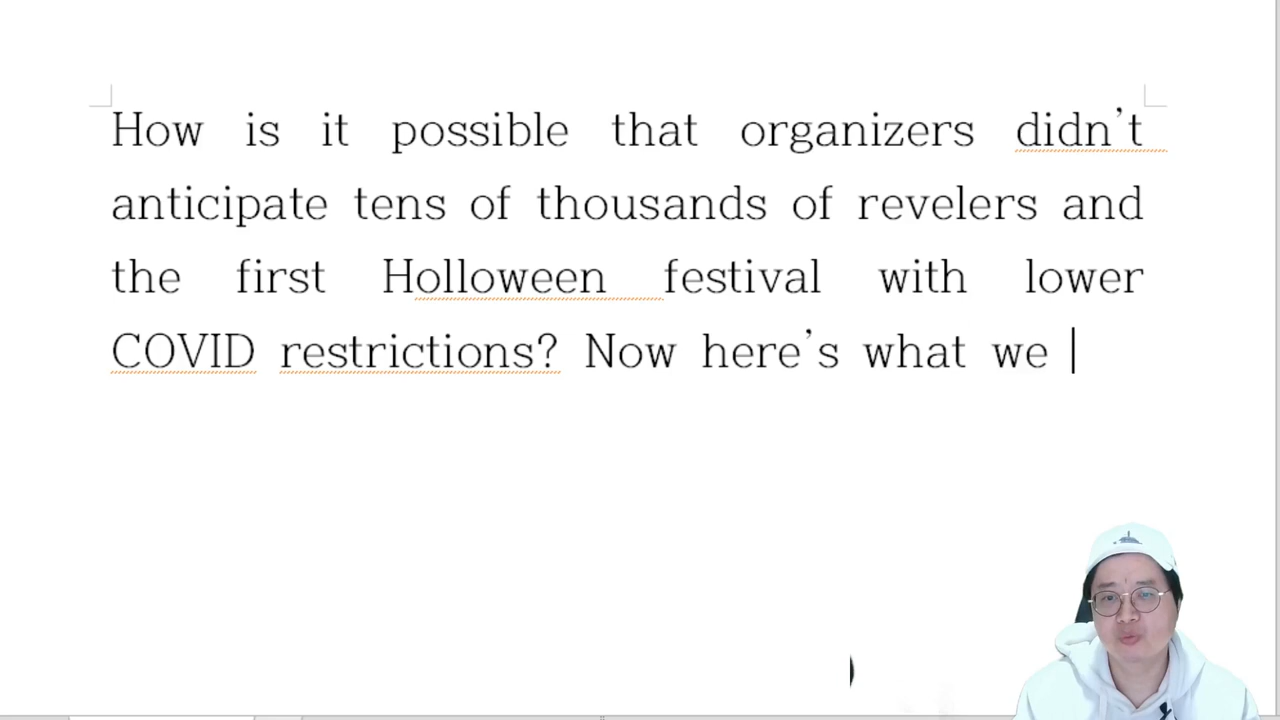 How is it possible that organizers didn't
anticipate tens of thousands of revelers and
the first Holloween festival with lower
COVID restrictions? Now here's what we